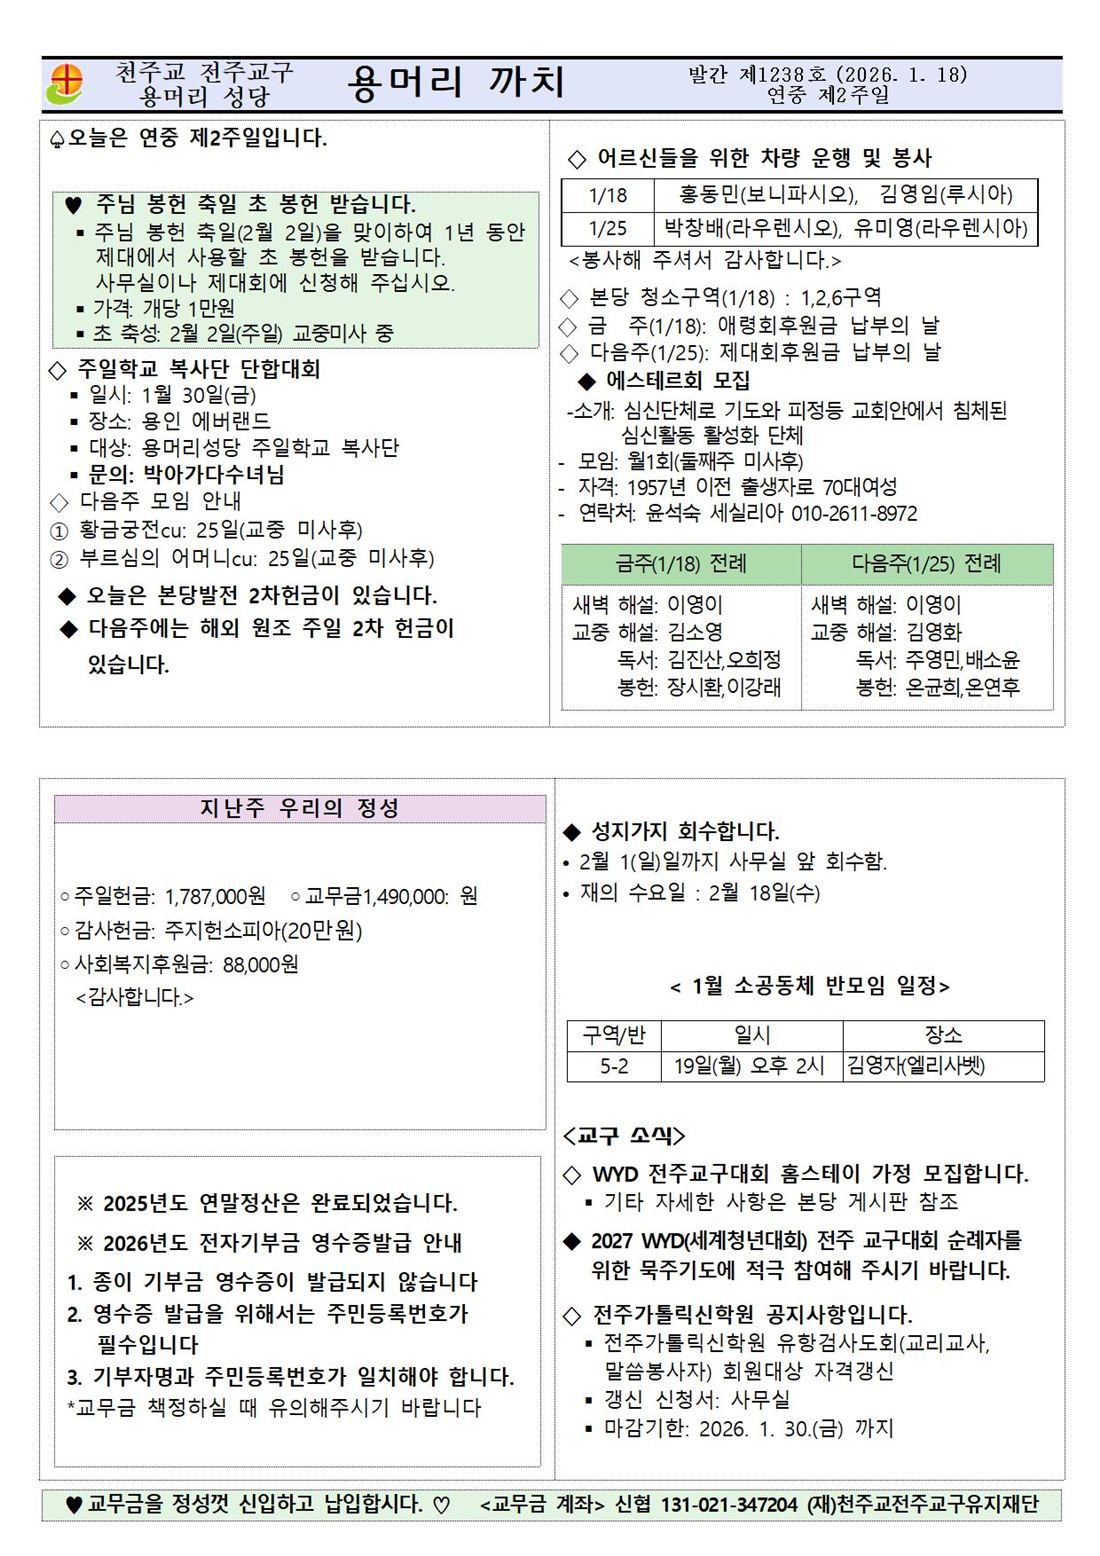 천주교 전주교구
용머리 성당
용머리 까치
발간 제1238호 (2026. 1. 18)
연중 제2주일
♤오늘은 연중 제2주일입니다.
♥ 주님 봉헌 축일 초 봉헌 받습니다.
▪ 주님 봉헌 축일(2월 2일)을 맞이하여 1년 동안
제대에서 사용할 초 봉헌을 받습니다.
사무실이나 제대회에 신청해 주십시오.
▪ 가격: 개당 1만원
▪ 초 축성: 2월 2일(주일) 교중미사 중
◇ 주일학교 복사단 단합대회
▪ 일시: 1월 30일(금)
▪ 장소: 용인 에버랜드
▪ 대상: 용머리성당 주일학교 복사단
▪ 문의: 박아가다수녀님
◇ 다음주 모임 안내
① 황금궁전cu: 25일(교중 미사후)
② 부르심의 어머니cu: 25일(교중 미사후)
◆ 오늘은 본당발전 2차헌금이 있습니다.
◆ 다음주에는 해외 원조 주일 2차 헌금이
있습니다.
◇ 어르신들을 위한 차량 운행 및 봉사
1/18 홍동민(보니파시오), 김영임(루시아)
1/25 박창배(라우렌시오), 유미영(라우렌시아)
<봉사해 주셔서 감사합니다.>
◇ 본당 청소구역(1/18) : 1,2,6구역
◇ 금 주(1/18): 애령회후원금 납부의 날
◇ 다음주(1/25): 제대회후원금 납부의 날
◆ 에스테르회 모집
-소개: 심신단체로 기도와 피정등 교회안에서 침체된
심신활동 활성화 단체
- 모임: 월1회(둘째주 미사후)
- 자격: 1957년 이전 출생자로 70대여성
- 연락처: 윤석숙 세실리아 010-2611-8972
금주(1/18) 전례 다음주(1/25) 전례
새벽 해설: 이영이 새벽 해설: 이영이
교중 해설: 김소영 교중 해설: 김영화
독서: 김진산,오희정 독서: 주영민,배소윤
봉헌: 장시환,이강래 봉헌: 온균희,온연후
지난주 우리의 정성
○ 주일헌금: 1,787,000원 ○ 교무금1,490,000: 원
○ 감사헌금: 주지헌소피아(20만원)
○ 사회복지후원금: 88,000원
<감사합니다.>
※ 2025년도 연말정산은 완료되었습니다.
※ 2026년도 전자기부금 영수증발급 안내
1. 종이 기부금 영수증이 발급되지 않습니다
2. 영수증 발급을 위해서는 주민등록번호가
필수입니다
3. 기부자명과 주민등록번호가 일치해야 합니다.
*교무금 책정하실 때 유의해주시기 바랍니다
◆ 성지가지 회수합니다.
• 2월 1(일)일까지 사무실 앞 회수함.
• 재의 수요일 : 2월 18일(수)
< 1월 소공동체 반모임 일정>
구역/반 일시 장소
5-2 19일(월) 오후 2시 김영자(엘리사벳)
<교구 소식>
◇ WYD 전주교구대회 홈스테이 가정 모집합니다.
▪ 기타 자세한 사항은 본당 게시판 참조
◆ 2027 WYD(세계청년대회) 전주 교구대회 순례자를
위한 묵주기도에 적극 참여해 주시기 바랍니다.
◇ 전주가톨릭신학원 공지사항입니다.
▪ 전주가톨릭신학원 유항검사도회(교리교사,
말씀봉사자) 회원대상 자격갱신
▪ 갱신 신청서: 사무실
▪ 마감기한: 2026. 1. 30.(금) 까지
♥교무금을 정성껏 신입하고 납입합시다. ♡ <교무금 계좌> 신협 131-021-347204 (재)천주교전주교구유지재단